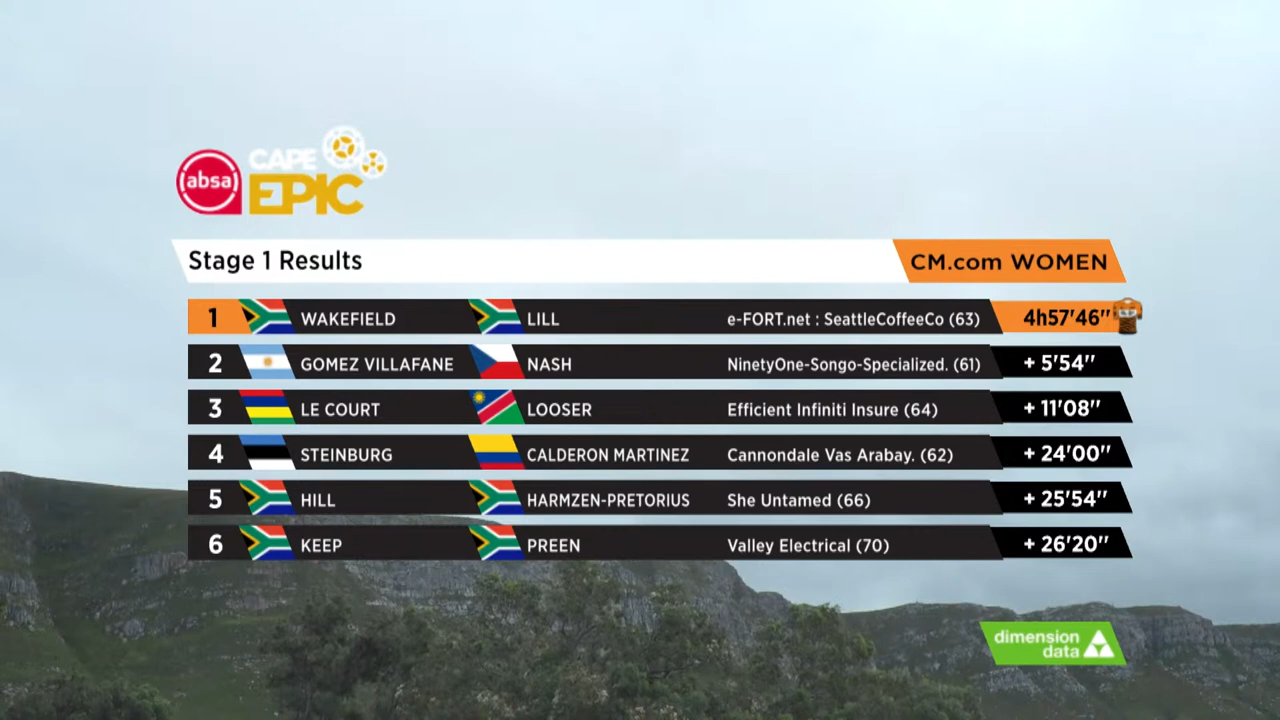 absa
CAPE
EPIC
Stage 1 Results CM.com WOMEN
1 WAKEFIELD LILL e-FORT.net : SeattleCoffeeCo (63) 4h57'46''
2 GOMEZ VILLAFANE NASH NinetyOne-Songo-Specialized. (61) + 5'54''
3 LE COURT LOOSER Efficient Infiniti Insure (64) + 11'08''
4 STEINBURG CALDERON MARTINEZ Cannondale Vas Arabay. (62) + 24'00''
5 HILL HARMZEN-PRETORIUS She Untamed (66) + 25'54''
6 KEEP PREEN Valley Electrical (70) + 26'20''
dimension
data